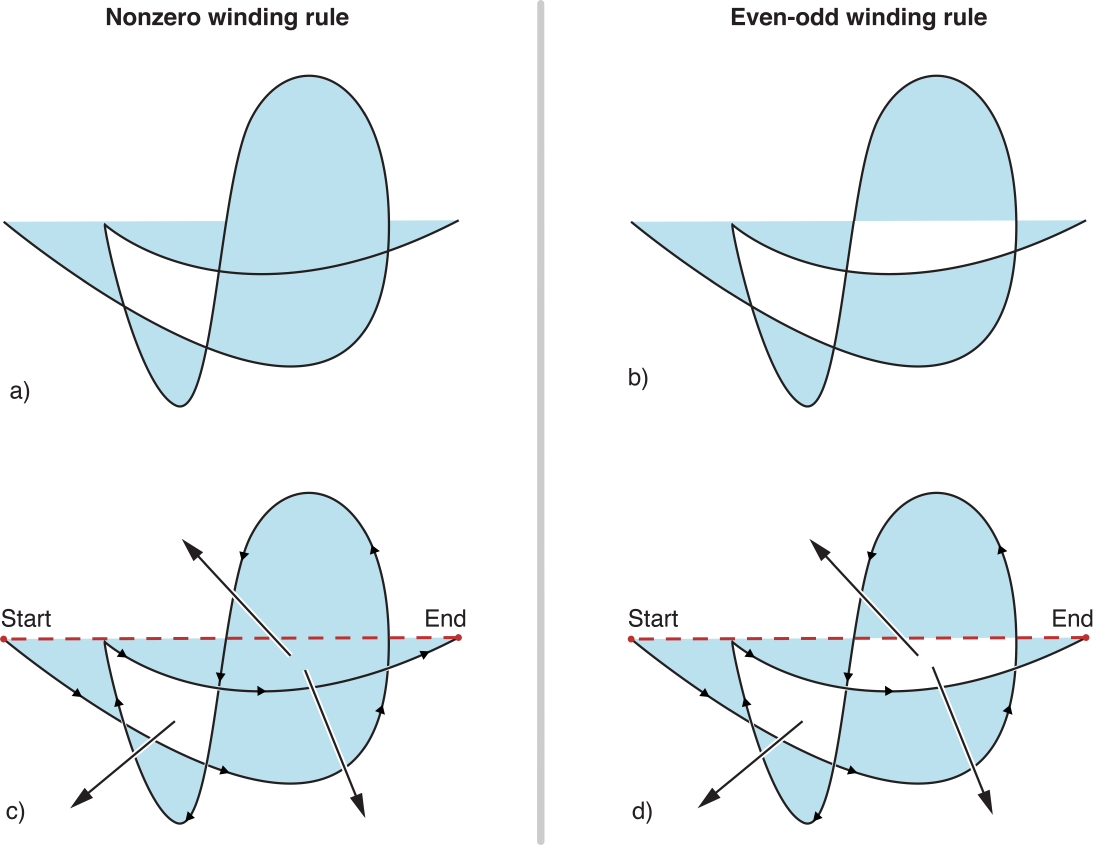 Nonzero winding rule
Even-odd winding rule
a)
b)
Start
End
Start
End
c)
d)